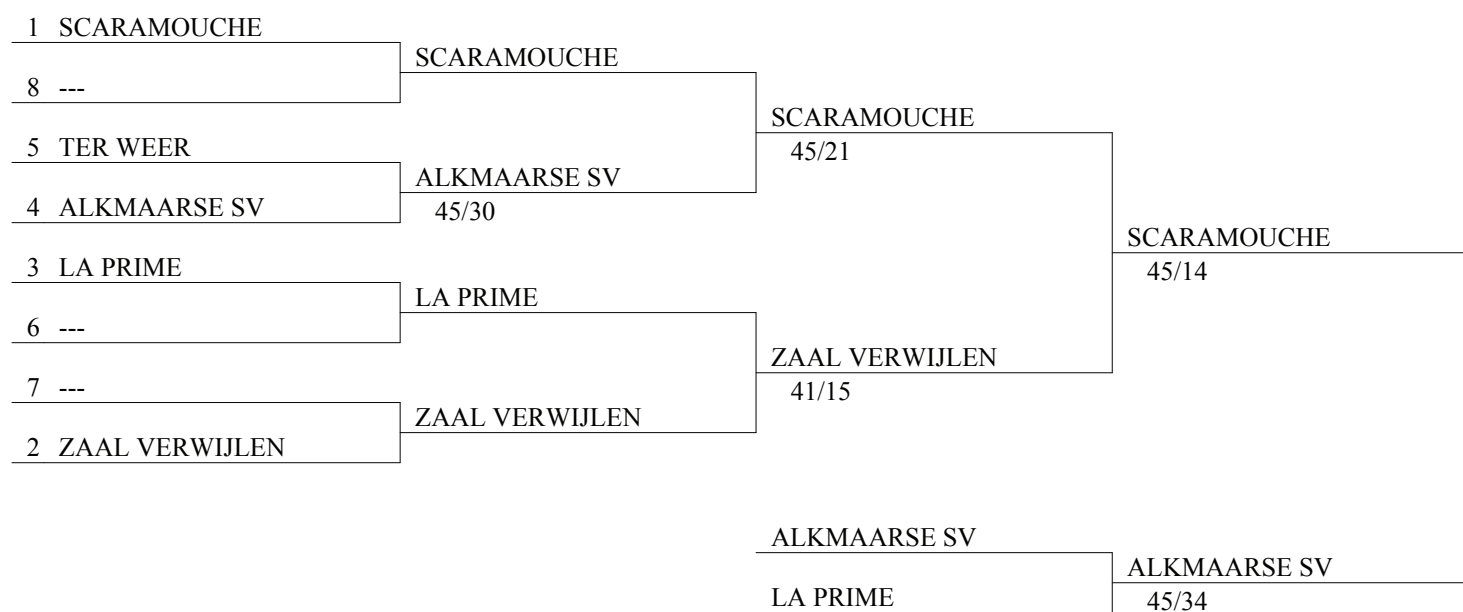 1 SCARAMOUCHE
SCARAMOUCHE
8 ---
SCARAMOUCHE
45/21
5 TER WEER
ALKMAARSE SV
45/30
4 ALKMAARSE SV
SCARAMOUCHE
45/14
3 LA PRIME
LA PRIME
6 ---
ZAAL VERWIJLEN
41/15
7 ---
ZAAL VERWIJLEN
2 ZAAL VERWIJLEN
ALKMAARSE SV
ALKMAARSE SV
LA PRIME
45/34